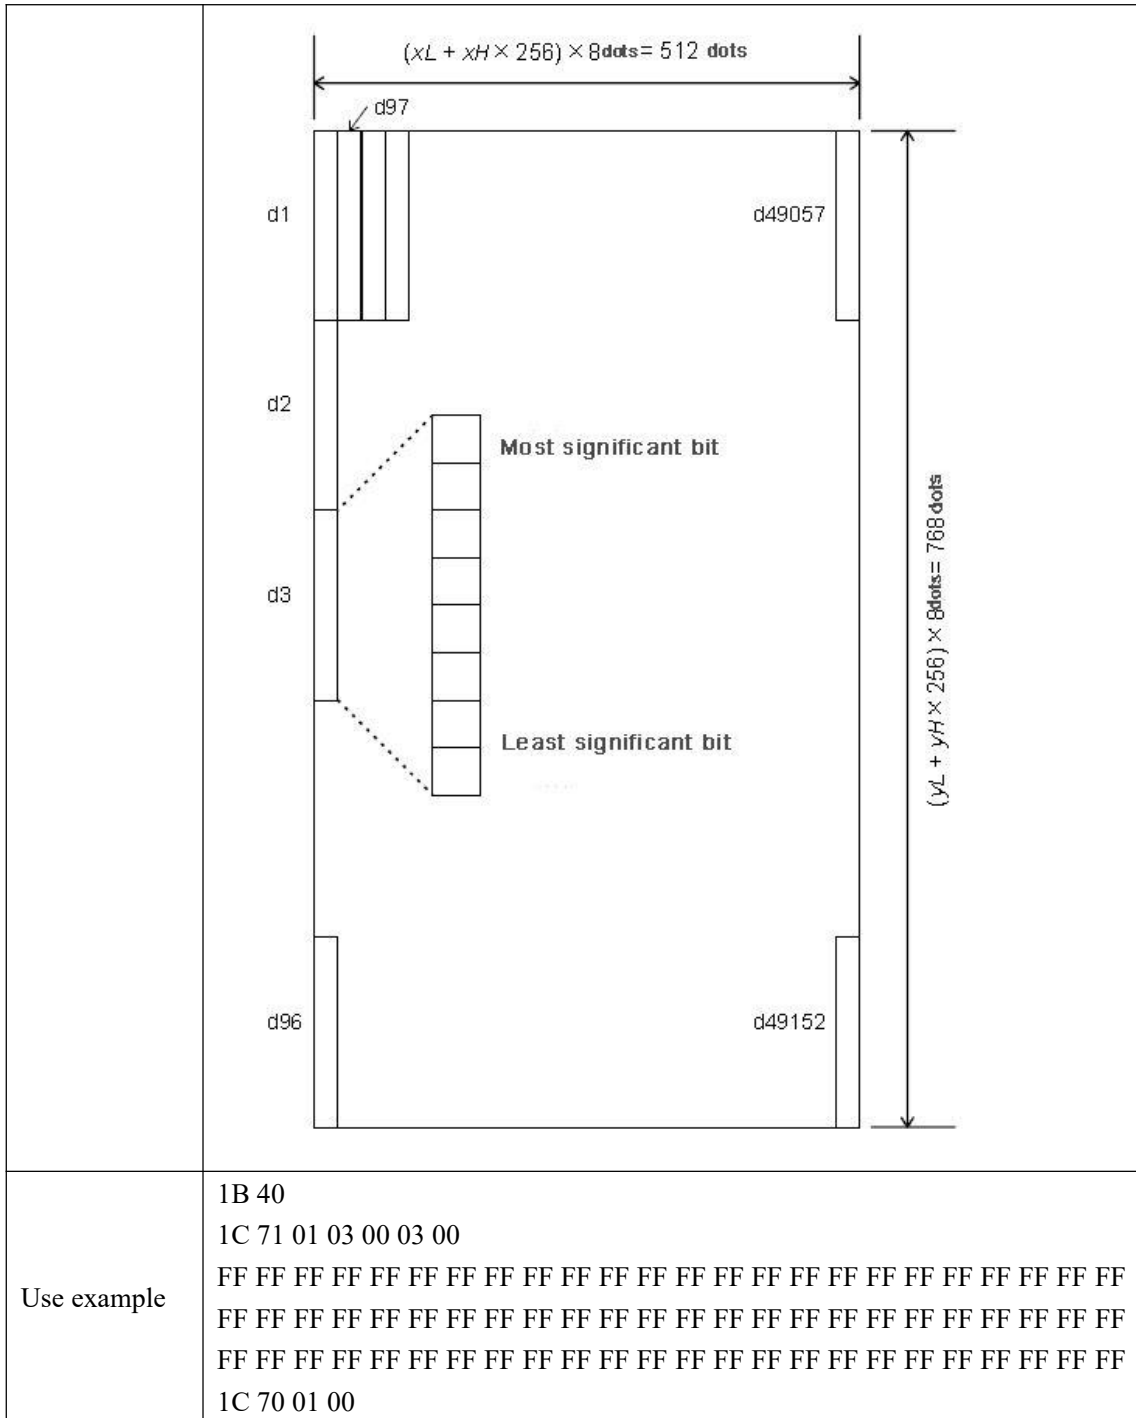 (xL + xH × 256) × 8dots= 512 dots
d97
d1
d49057
d2
Most significant bit
d3
(yL + yH × 256) × 8dots= 768 dots
Least significant bit
d96
d49152
Use example
1B 40
1C 71 01 03 00 03 00
FF FF FF FF FF FF FF FF FF FF FF FF FF FF FF FF FF FF FF FF FF FF FF FF
FF FF FF FF FF FF FF FF FF FF FF FF FF FF FF FF FF FF FF FF FF FF FF FF
FF FF FF FF FF FF FF FF FF FF FF FF FF FF FF FF FF FF FF FF FF FF FF FF
1C 70 01 00